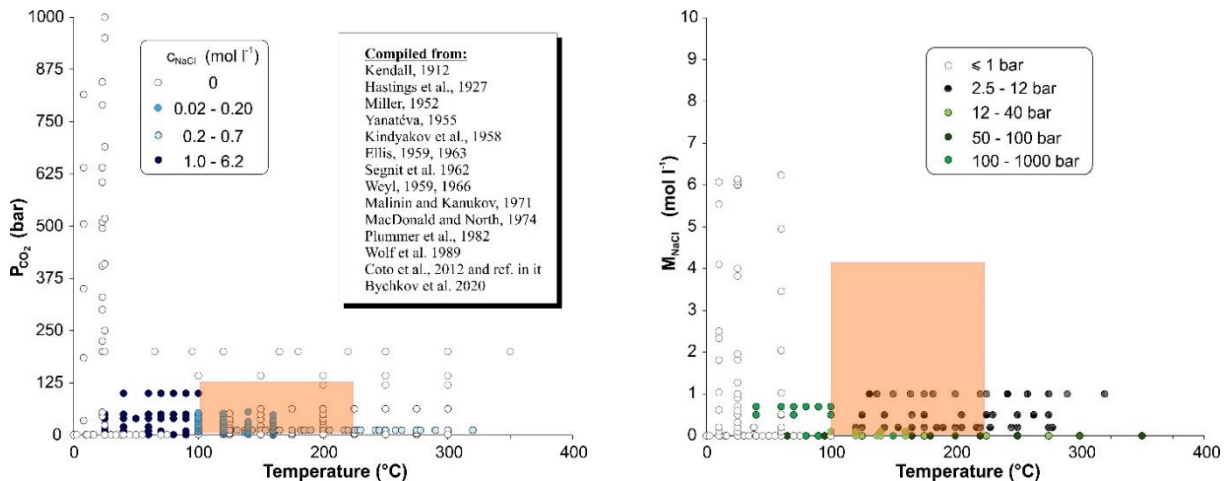 1000
875
750
625
500
375
250
125
0
P_CO₂ (bar)
0
100
200
300
400
Temperature (°C)
c_NaCl (mol l⁻¹)
0
0.02 - 0.20
0.2 - 0.7
1.0 - 6.2
Compiled from:
Kendall, 1912
Hastings et al., 1927
Miller, 1952
Yanatéva, 1955
Kindyakov et al., 1958
Ellis, 1959, 1963
Segnit et al. 1962
Weyl, 1959, 1966
Malinin and Kanukov, 1971
MacDonald and North, 1974
Plummer et al., 1982
Wolf et al. 1989
Coto et al., 2012 and ref. in it
Bychkov et al. 2020
10
9
8
7
6
5
4
3
2
1
0
M_NaCl (mol l⁻¹)
0
100
200
300
400
Temperature (°C)
⩽ 1 bar
2.5 - 12 bar
12 - 40 bar
50 - 100 bar
100 - 1000 bar